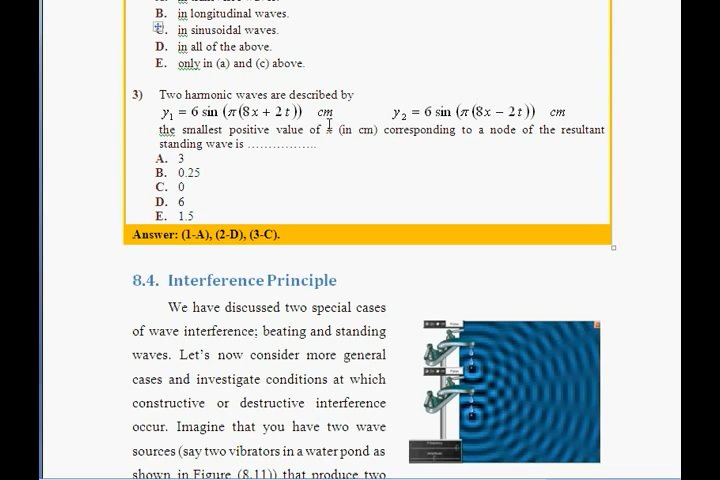 B. in longitudinal waves.
C. in sinusoidal waves.
D. in all of the above.
E. only in (a) and (c) above.
3) Two harmonic waves are described by
y₁ = 6 sin (π(8x + 2t)) cm y₂ = 6 sin (π(8x − 2t)) cm
the smallest positive value of x (in cm) corresponding to a node of the resultant
standing wave is ………………
A. 3
B. 0.25
C. 0
D. 6
E. 1.5
Answer: (1-A), (2-D), (3-C).
8.4. Interference Principle
We have discussed two special cases
of wave interference; beating and standing
waves. Let's now consider more general
cases and investigate conditions at which
constructive or destructive interference
occur. Imagine that you have two wave
sources (say two vibrators in a water pond as
shown in Figure (8.11)) that produce two